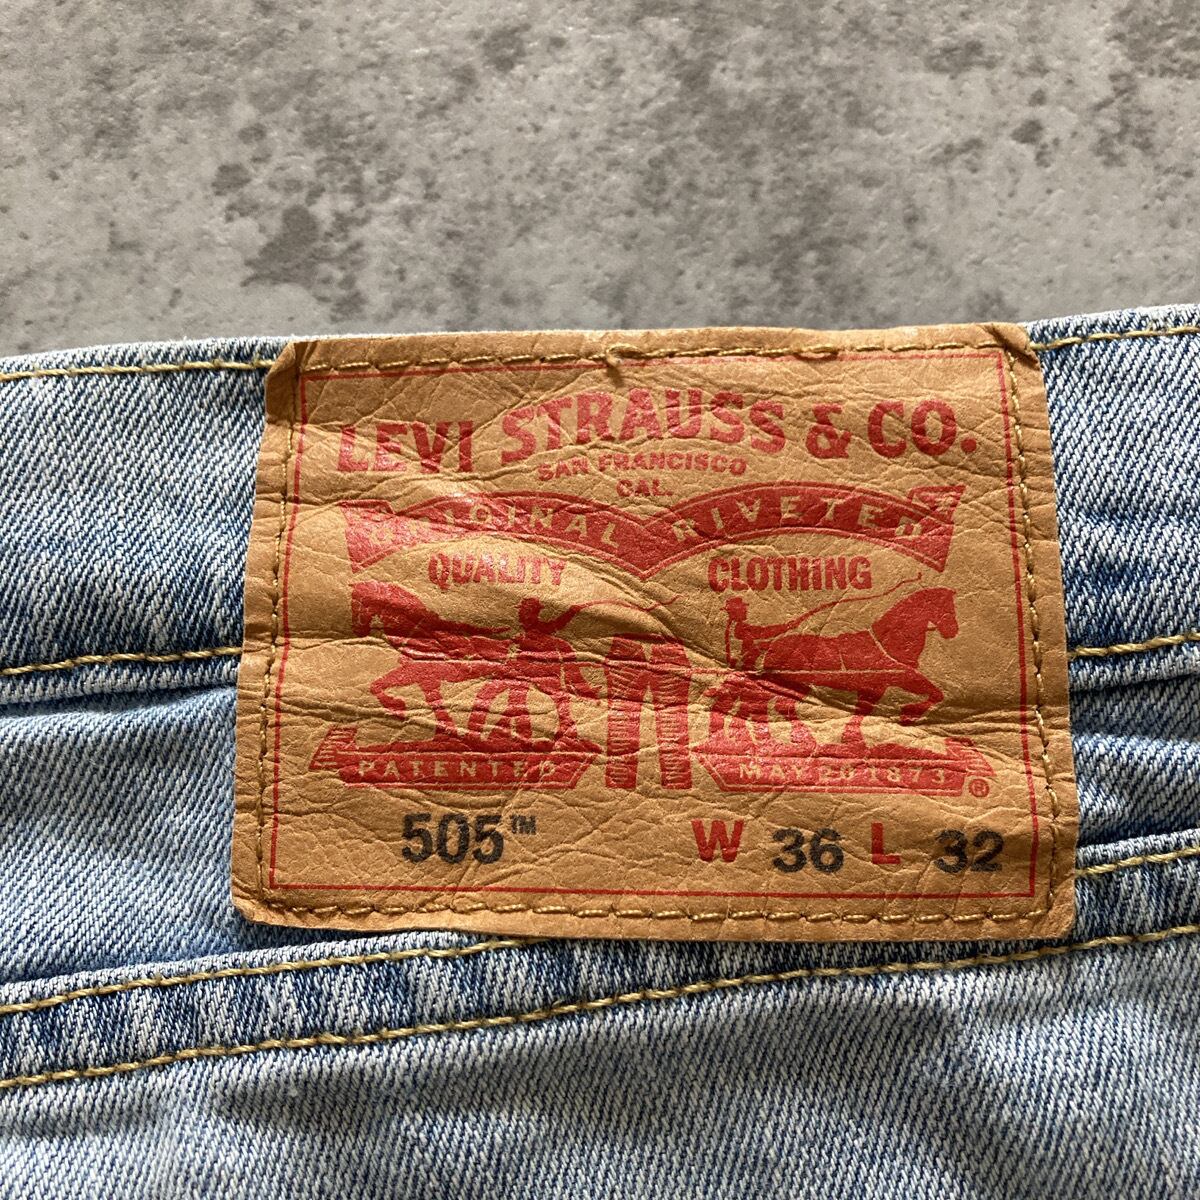 LEVI STRAUSS & CO.
SAN FRANCISCO
CAL.
ORIGINAL RIVETED
QUALITY CLOTHING
PATENTED MAY 20 1873 ®
505™ W 36 L 32